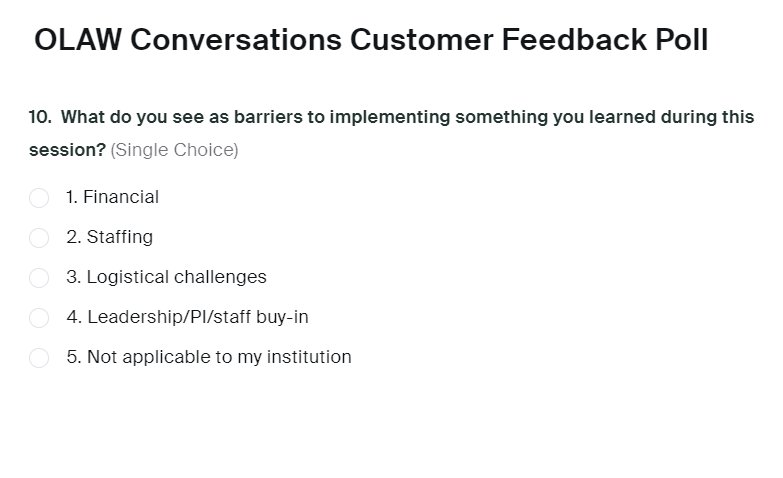 OLAW Conversations Customer Feedback Poll
10. What do you see as barriers to implementing something you learned during this
session? (Single Choice)
1. Financial
2. Staffing
3. Logistical challenges
4. Leadership/PI/staff buy-in
5. Not applicable to my institution